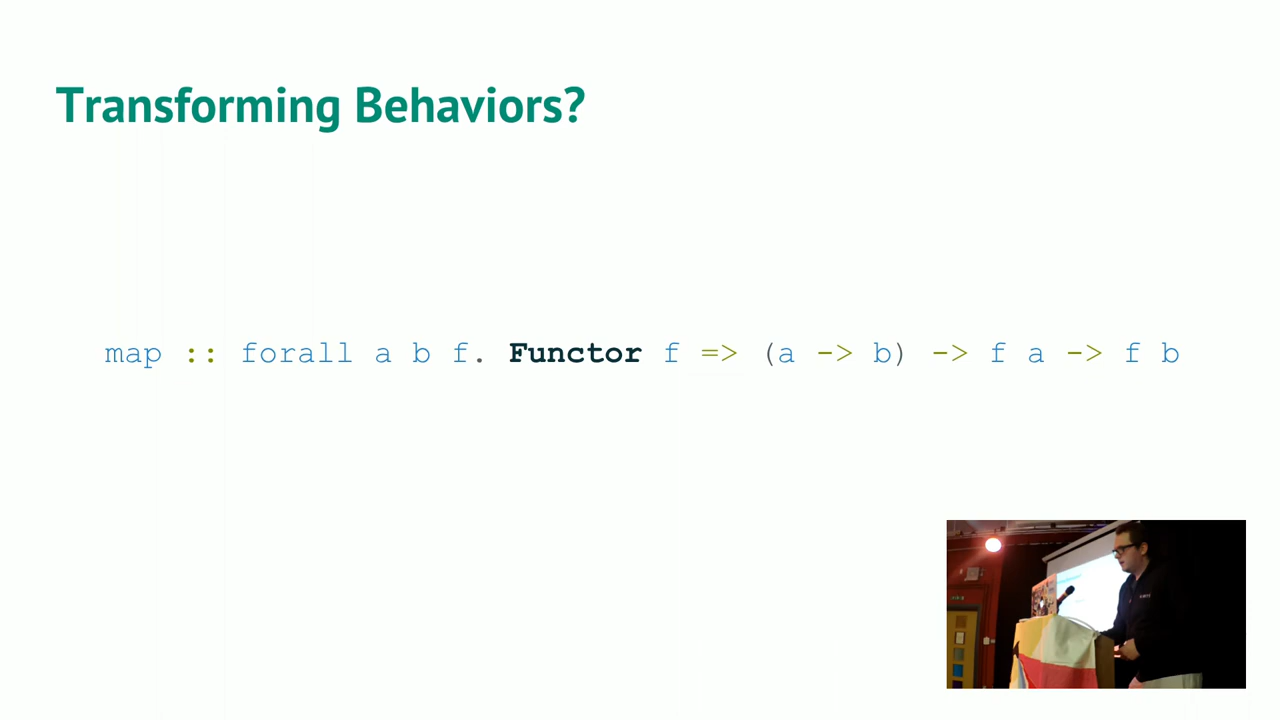 Transforming Behaviors?
map :: forall a b f. Functor f => (a -> b) -> f a -> f b